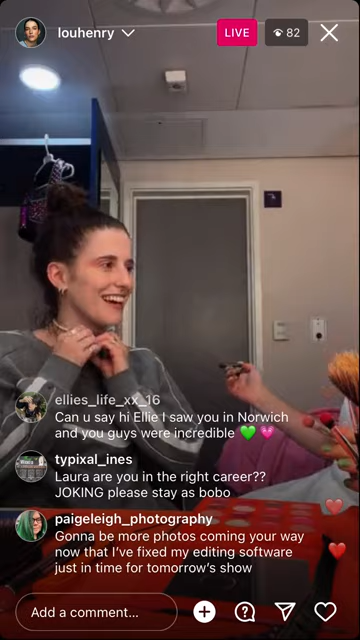 louhenry
LIVE
82
ellies_life_xx_16
Can u say hi Ellie I saw you in Norwich
and you guys were incredible 💚 💗
typixal_ines
Laura are you in the right career??
JOKING please stay as bobo
paigeleigh_photography
Gonna be more photos coming your way
now that I've fixed my editing software
just in time for tomorrow's show
Add a comment...